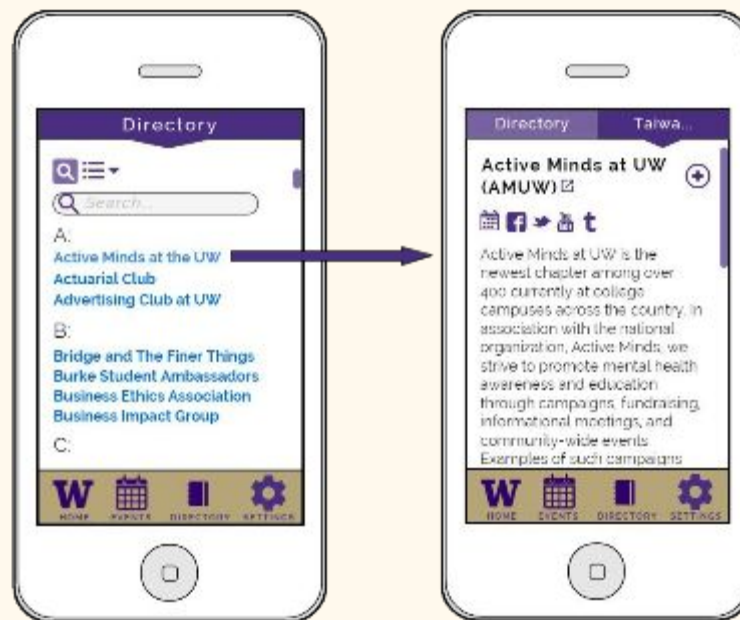 Directory
Search...
A:
Active Minds at the UW
Actuarial Club
Advertising Club at UW
B:
Bridge and The Finer Things
Burke Student Ambassadors
Business Ethics Association
Business Impact Group
C:
W
HOME EVENTS DIRECTORY SETTINGS
Directory Taiwa...
Active Minds at UW
(AMUW)
Active Minds at UW is the
newest chapter among over
400 currently at college
campuses across the country. In
association with the national
organization, Active Minds, we
strive to promote mental health
awareness and education
through campaigns, fundraising,
informational meetings, and
community-wide events
Examples of such campaigns
W
HOME EVENTS DIRECTORY SETTINGS